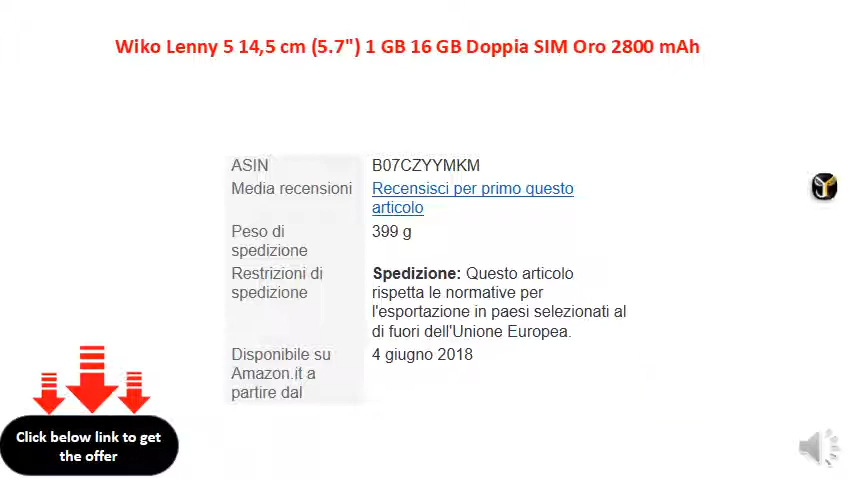 Wiko Lenny 5 14,5 cm (5.7") 1 GB 16 GB Doppia SIM Oro 2800 mAh
ASIN B07CZYYMKM
Media recensioni Recensisci per primo questo
articolo
Peso di 399 g
spedizione
Restrizioni di Spedizione: Questo articolo
spedizione rispetta le normative per
l'esportazione in paesi selezionati al
di fuori dell'Unione Europea.
Disponibile su 4 giugno 2018
Amazon.it a
partire dal
Click below link to get
the offer